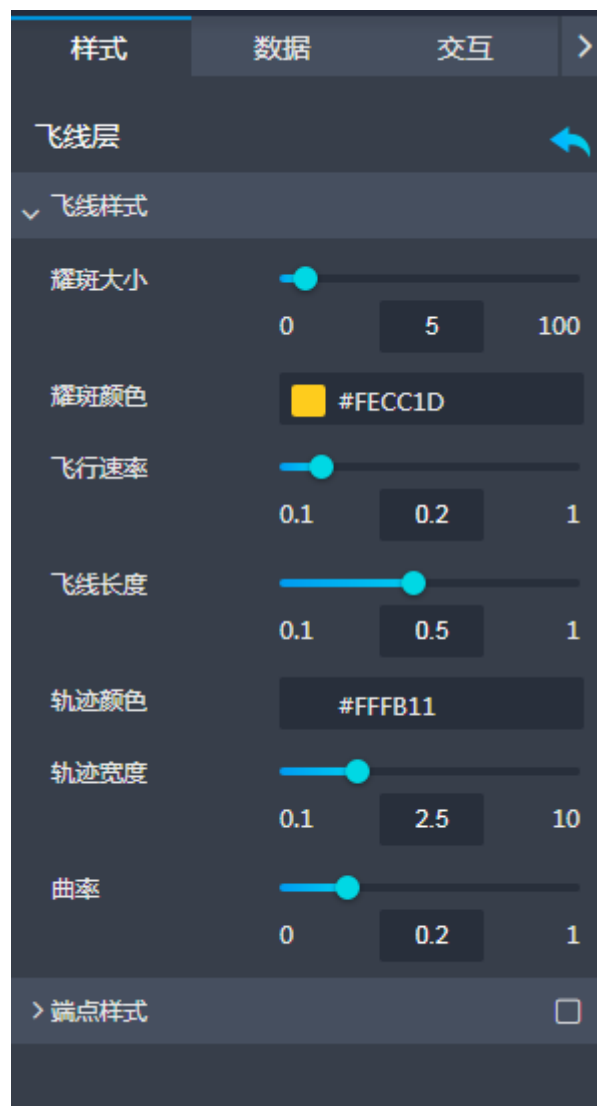 样式 数据 交互
飞线层
飞线样式
耀斑大小
0 5 100
耀斑颜色 #FECC1D
飞行速率
0.1 0.2 1
飞线长度
0.1 0.5 1
轨迹颜色 #FFFB11
轨迹宽度
0.1 2.5 10
曲率
0 0.2 1
端点样式